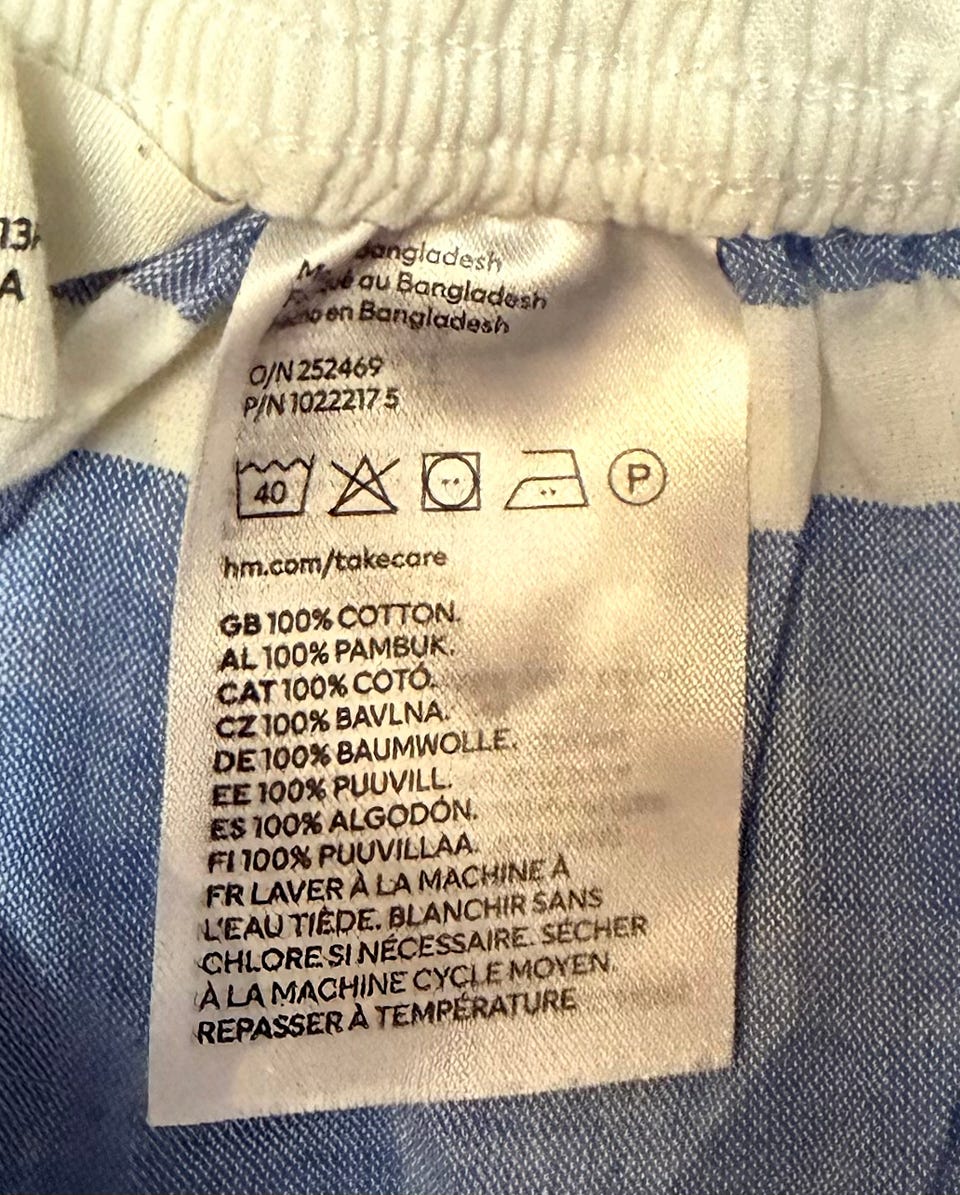 13
A
Bangladesh
au Bangladesh
en Bangladesh
O/N 252469
P/N 1022217 5
40
P
hm.com/takecare
GB 100% COTTON.
AL 100% PAMBUK.
CAT 100% COTÓ.
CZ 100% BAVLNA.
DE 100% BAUMWOLLE.
EE 100% PUUVILL.
ES 100% ALGODÓN.
FI 100% PUUVILLAA.
FR LAVER À LA MACHINE À
L'EAU TIÈDE. BLANCHIR SANS
CHLORE SI NÉCESSAIRE. SÉCHER
À LA MACHINE CYCLE MOYEN.
REPASSER À TEMPÉRATURE